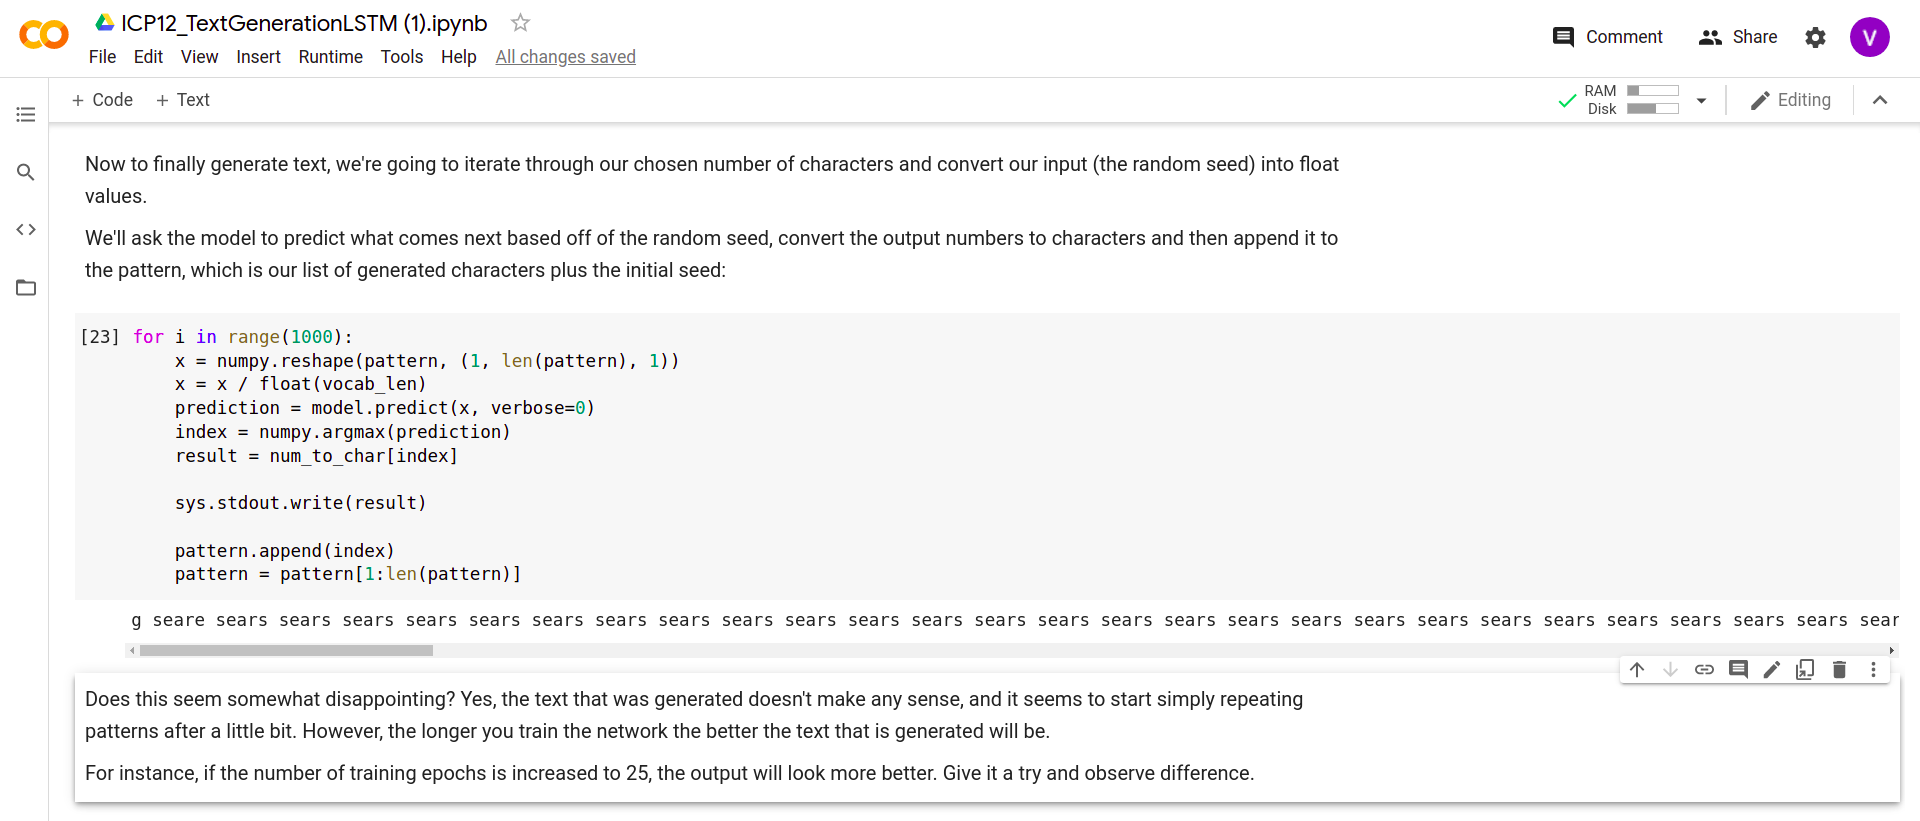 ICP12_TextGenerationLSTM (1).ipynb
File Edit View Insert Runtime Tools Help All changes saved
Comment Share V
+ Code + Text
RAM
Disk
Editing
Now to finally generate text, we're going to iterate through our chosen number of characters and convert our input (the random seed) into float
values.
We'll ask the model to predict what comes next based off of the random seed, convert the output numbers to characters and then append it to
the pattern, which is our list of generated characters plus the initial seed:
[23] for i in range(1000):
    x = numpy.reshape(pattern, (1, len(pattern), 1))
    x = x / float(vocab_len)
    prediction = model.predict(x, verbose=0)
    index = numpy.argmax(prediction)
    result = num_to_char[index]
    sys.stdout.write(result)
    pattern.append(index)
    pattern = pattern[1:len(pattern)]
g seare sears sears sears sears sears sears sears sears sears sears sears sears sears sears sears sears sears sears sears sears sears sears sears sears sears sears sear
Does this seem somewhat disappointing? Yes, the text that was generated doesn't make any sense, and it seems to start simply repeating
patterns after a little bit. However, the longer you train the network the better the text that is generated will be.
For instance, if the number of training epochs is increased to 25, the output will look more better. Give it a try and observe difference.